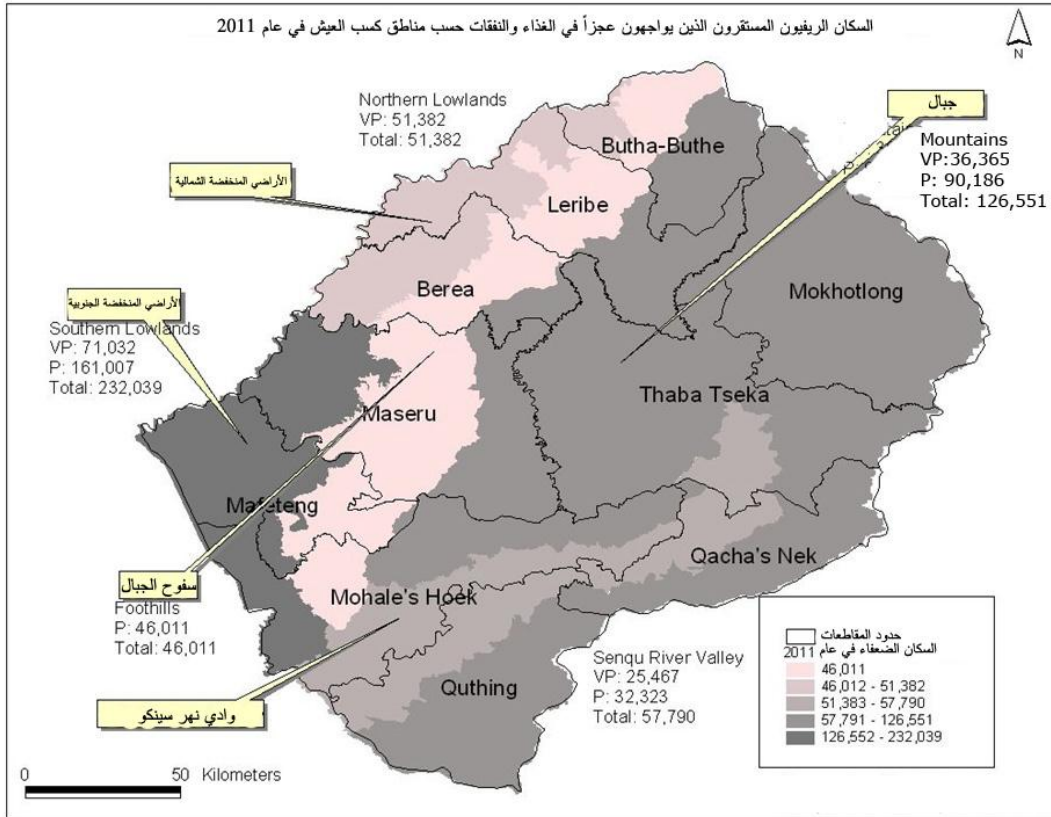 السكان الريفيون المستقرون الذين يواجهون عجزاً في الغذاء والنفقات حسب مناطق كسب العيش في عام 2011
N
Northern Lowlands
VP: 51,382
Total: 51,382
جبال
Mountains
VP:36,365
P: 90,186
Total: 126,551
الأراضي المنخفضة الشمالية
Butha-Buthe
Leribe
Berea
Mokhotlong
الأراضي المنخفضة الجنوبية
Southern Lowlands
VP: 71,032
P: 161,007
Total: 232,039
Thaba Tseka
Maseru
Mafeteng
Qacha's Nek
سفوح الجبال
Foothills
P: 46,011
Total: 46,011
Mohale's Hoek
Senqu River Valley
VP: 25,467
P: 32,323
Total: 57,790
Quthing
وادي نهر سينكو
حدود المقاطعات
السكان الضعفاء في عام 2011
46,011
46,012 - 51,382
51,383 - 57,790
57,791 - 126,551
126,552 - 232,039
0 50 Kilometers